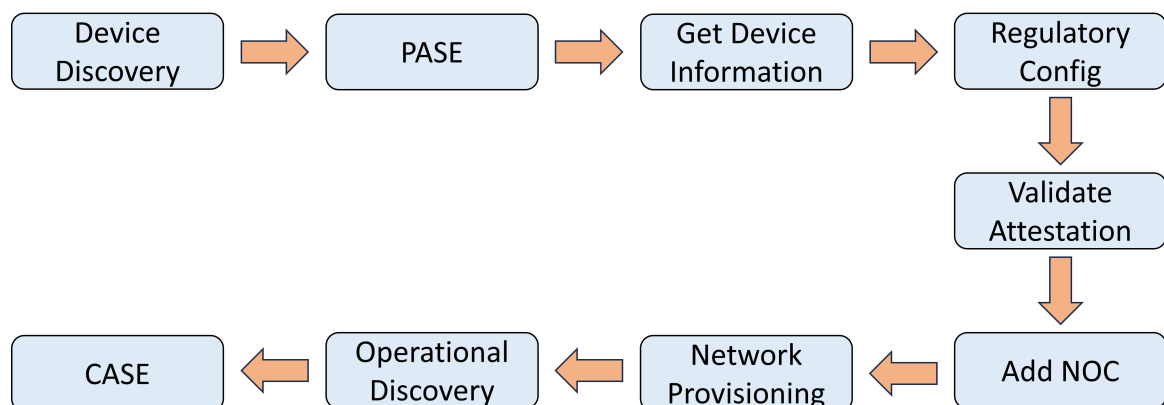 Device
Discovery
PASE
Get Device
Information
Regulatory
Config
Validate
Attestation
Add NOC
Network
Provisioning
Operational
Discovery
CASE